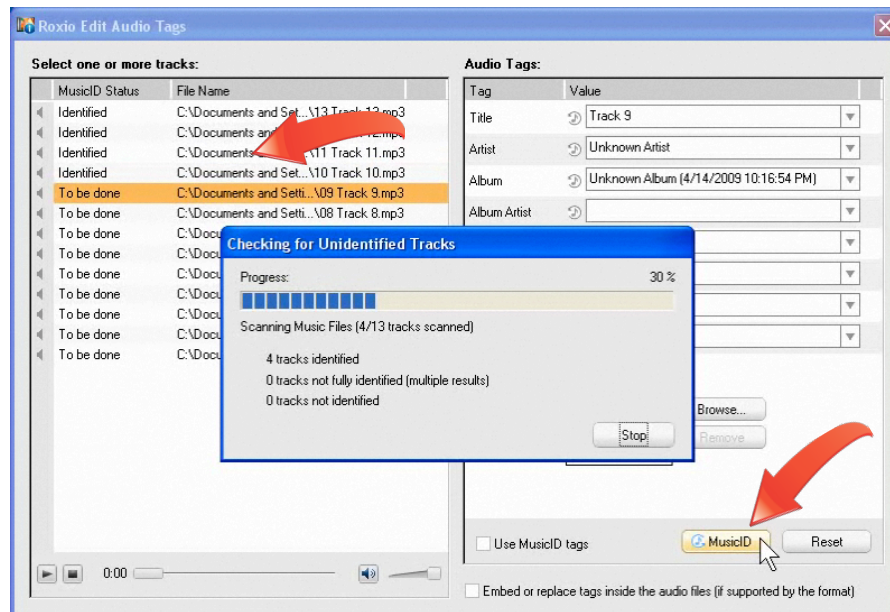 Roxio Edit Audio Tags
Select one or more tracks:
MusicID Status File Name
Identified C:\Documents and Set...\13 Track 13.mp3
Identified C:\Documents and
Identified C:\Documents \11 Track 11.mp3
Identified C:\Documents and Set...\10 Track 10.mp3
To be done C:\Documents and Setti...\09 Track 9.mp3
To be done C:\Documents and Setti...\08 Track 8.mp3
To be done C:\Docu
To be done C:\Docu
To be done C:\Docu
To be done C:\Docu
To be done C:\Docu
To be done C:\Docu
To be done C:\Docu
0:00
Audio Tags:
Tag Value
Title Track 9
Artist Unknown Artist
Album Unknown Album (4/14/2009 10:16:54 PM)
Album Artist
Checking for Unidentified Tracks
Progress: 30 %
Scanning Music Files (4/13 tracks scanned)
4 tracks identified
0 tracks not fully identified (multiple results)
0 tracks not identified
Stop
Browse...
Remove
Use MusicID tags MusicID Reset
Embed or replace tags inside the audio files (if supported by the format)